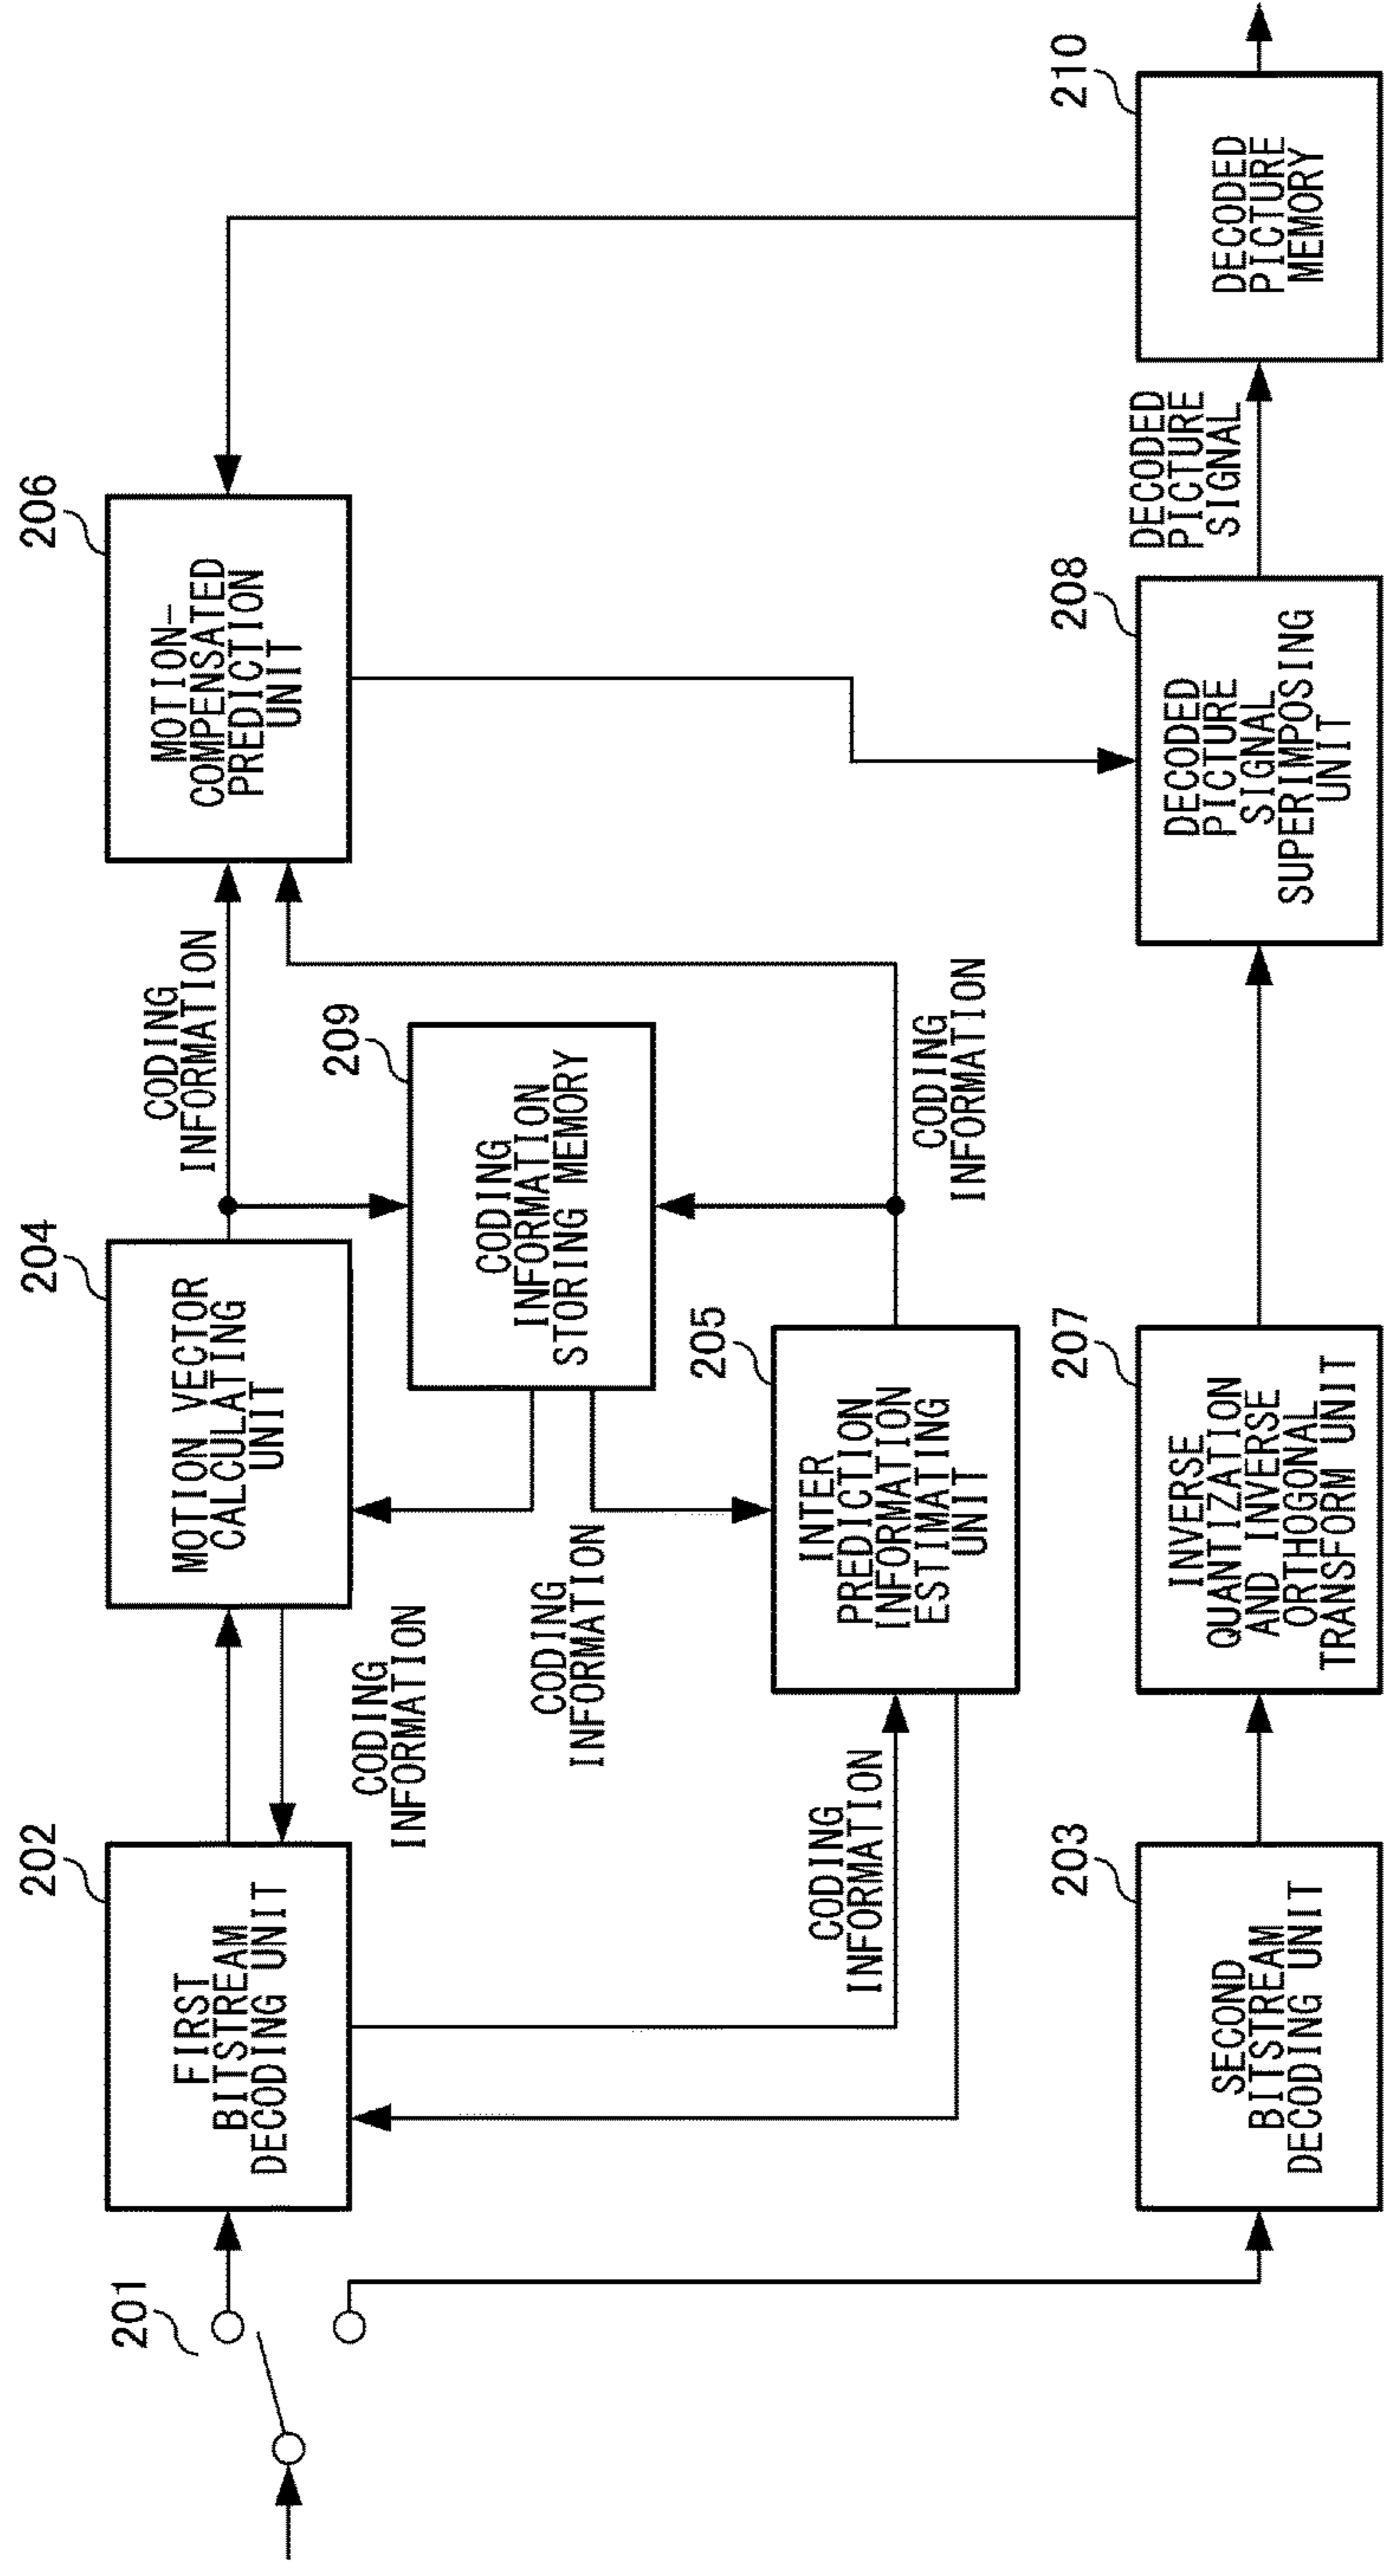 201
202
FIRST
BITSTREAM
DECODING UNIT
204
MOTION VECTOR
CALCULATING
UNIT
CODING
INFORMATION
206
MOTION-
COMPENSATED
PREDICTION
UNIT
CODING
INFORMATION
209
CODING
INFORMATION
STORING MEMORY
CODING
INFORMATION
CODING
INFORMATION
205
INTER
PREDICTION
INFORMATION
ESTIMATING
UNIT
CODING
INFORMATION
203
SECOND
BITSTREAM
DECODING UNIT
207
INVERSE
QUANTIZATION
AND INVERSE
ORTHOGONAL
TRANSFORM UNIT
208
DECODED
PICTURE
SIGNAL
SUPERIMPOSING
UNIT
DECODED
PICTURE
SIGNAL
210
DECODED
PICTURE
MEMORY